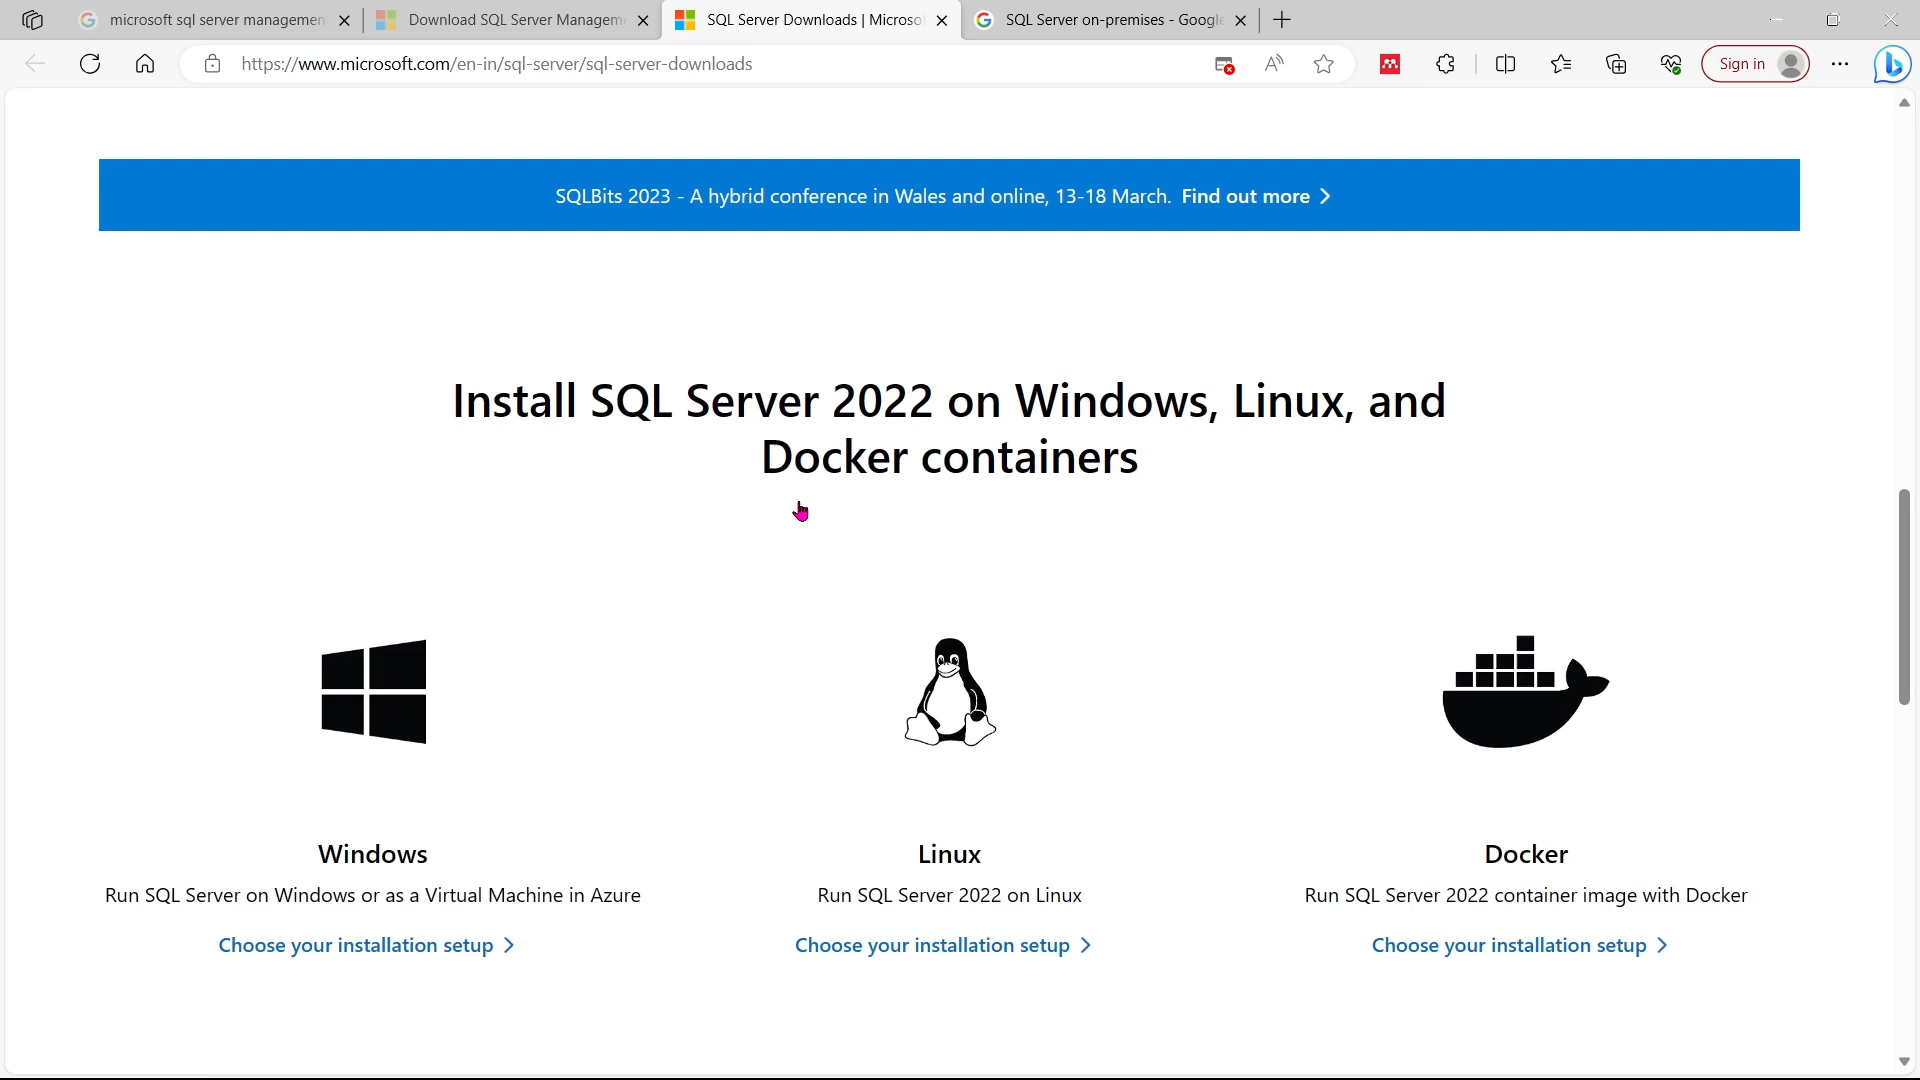 microsoft sql server managemen
Download SQL Server Managem
SQL Server Downloads | Microso
SQL Server on-premises - Google
https://www.microsoft.com/en-in/sql-server/sql-server-downloads
Sign in
SQLBits 2023 - A hybrid conference in Wales and online, 13-18 March. Find out more
Install SQL Server 2022 on Windows, Linux, and
Docker containers
Windows
Run SQL Server on Windows or as a Virtual Machine in Azure
Choose your installation setup
Linux
Run SQL Server 2022 on Linux
Choose your installation setup
Docker
Run SQL Server 2022 container image with Docker
Choose your installation setup